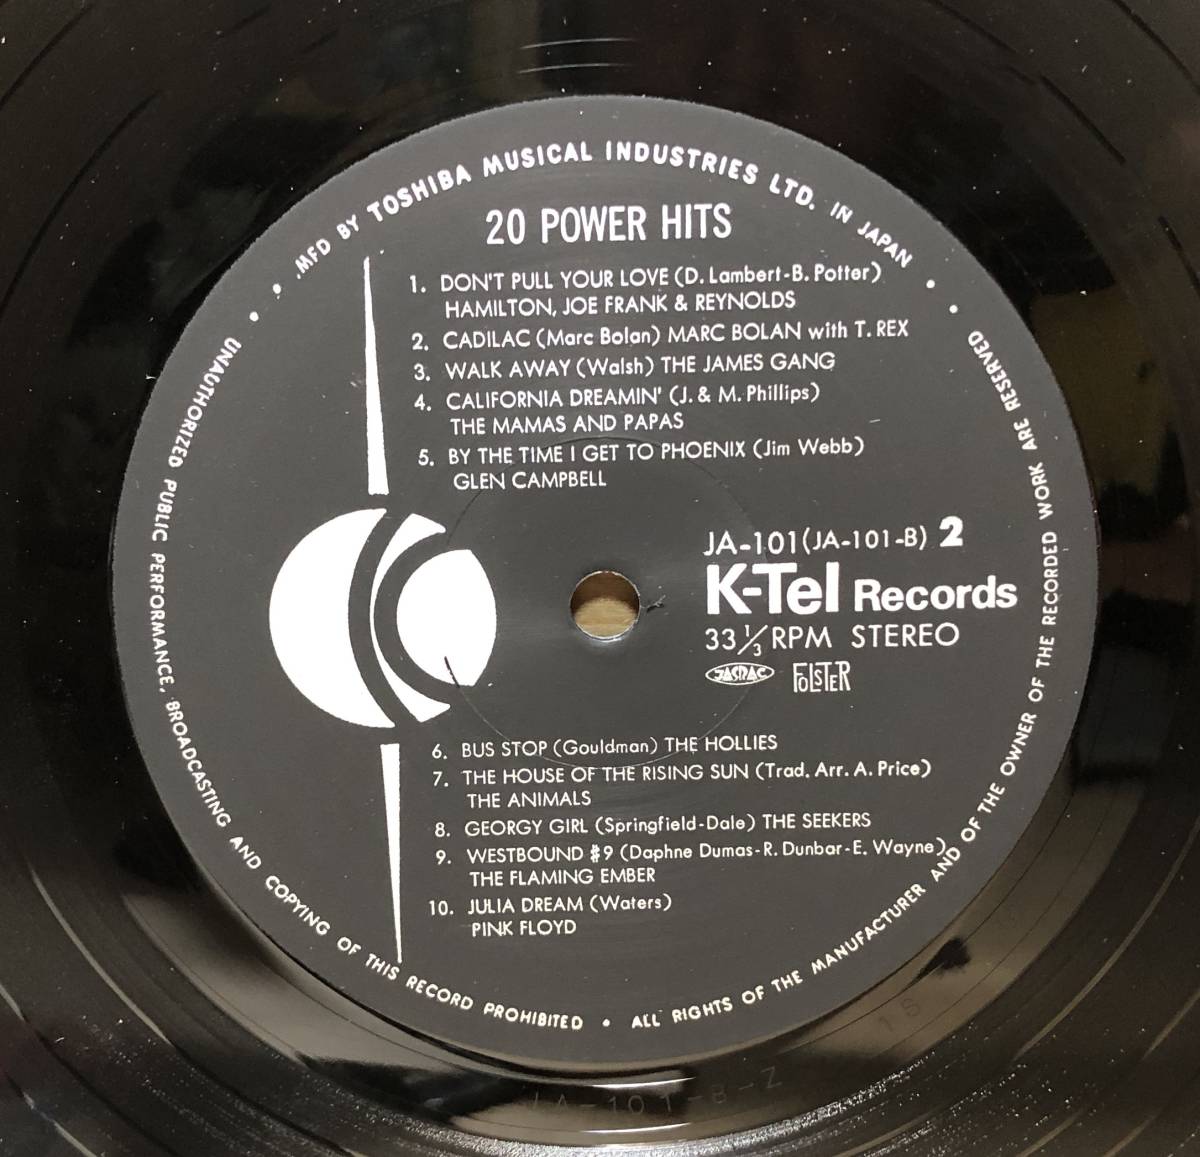 .MFD BY TOSHIBA MUSICAL INDUSTRIES LTD. IN JAPAN •
20 POWER HITS
1. DON'T PULL YOUR LOVE (D. Lambert-B. Potter)
HAMILTON, JOE FRANK & REYNOLDS
2. CADILAC (Marc Bolan) MARC BOLAN with T. REX
3. WALK AWAY (Walsh) THE JAMES GANG
4. CALIFORNIA DREAMIN' (J. & M. Phillips)
THE MAMAS AND PAPAS
5. BY THE TIME I GET TO PHOENIX (Jim Webb)
GLEN CAMPBELL
JA-101(JA-101-B) 2
K-Tel Records
33 1/3 RPM STEREO
JASRAC FOLSTER
6. BUS STOP (Gouldman) THE HOLLIES
7. THE HOUSE OF THE RISING SUN (Trad. Arr. A. Price)
THE ANIMALS
8. GEORGY GIRL (Springfield-Dale) THE SEEKERS
9. WESTBOUND #9 (Daphne Dumas-R. Dunbar-E. Wayne)
THE FLAMING EMBER
10. JULIA DREAM (Waters)
PINK FLOYD
• UNAUTHORIZED PUBLIC PERFORMANCE, BROADCASTING AND COPYING OF THIS RECORD PROHIBITED • ALL RIGHTS OF THE MANUFACTURER AND OF THE OWNER OF THE RECORDED WORK ARE RESERVED •
1S
JA-101-B-Z